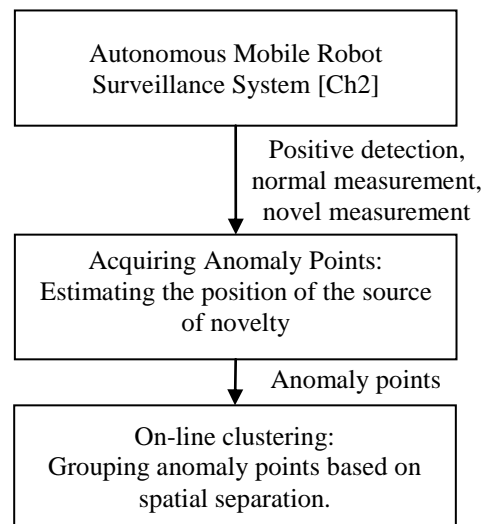 Autonomous Mobile Robot
Surveillance System [Ch2]
Positive detection,
normal measurement,
novel measurement
Acquiring Anomaly Points:
Estimating the position of the source
of novelty
Anomaly points
On-line clustering:
Grouping anomaly points based on
spatial separation.